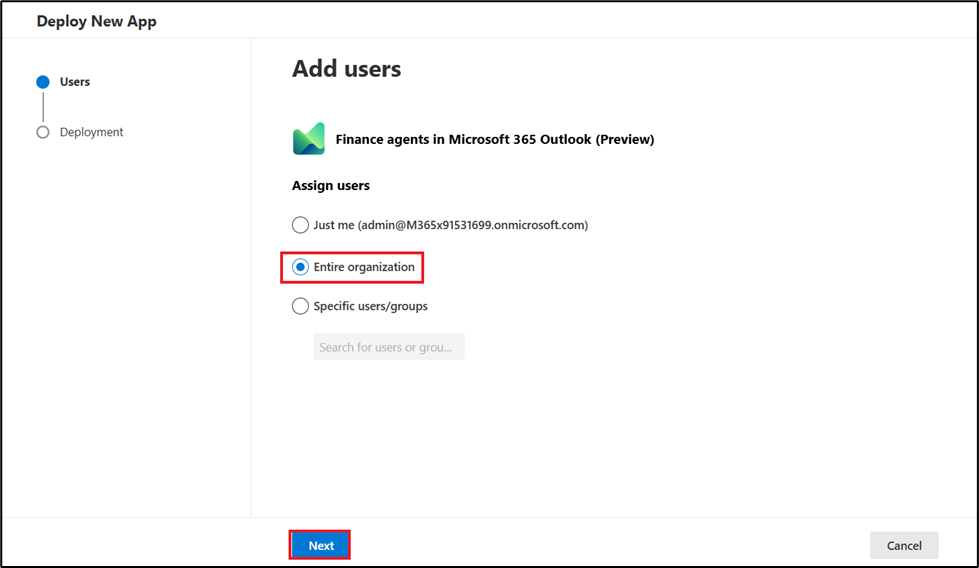 Deploy New App
Users
Deployment
Add users
Finance agents in Microsoft 365 Outlook (Preview)
Assign users
Just me (admin@M365x91531699.onmicrosoft.com)
Entire organization
Specific users/groups
Search for users or grou...
Next
Cancel